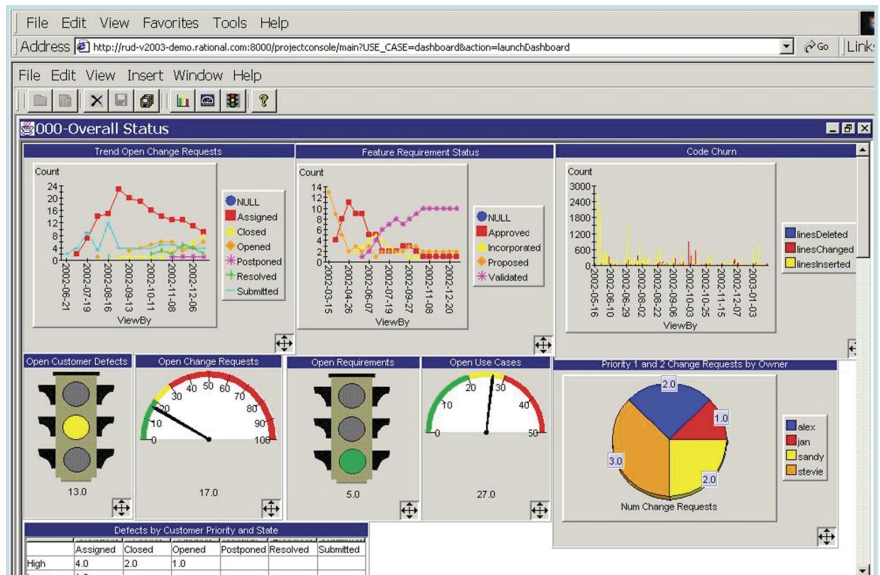 File Edit View Favorites Tools Help
Address http://rud-v2003-demo.rational.com:8000/projectconsole/main?USE_CASE=dashboard&action=launchDashboard Go Link
File Edit View Insert Window Help
000-Overall Status
Trend Open Change Requests
Count
24
20
16
12
8
4
0
2002-06-21
2002-07-19
2002-08-16
2002-09-13
2002-10-11
2002-11-08
2002-12-06
ViewBy
NULL
Assigned
Closed
Opened
Postponed
Resolved
Submitted
Feature Requirement Status
Count
14
12
10
8
6
4
2
0
2002-03-15
2002-04-26
2002-06-07
2002-07-19
2002-09-27
2002-11-08
2002-12-20
ViewBy
NULL
Approved
Incorporated
Proposed
Validated
Code Churn
Count
3000
2400
1800
1200
600
0
2002-05-16
2002-06-10
2002-06-29
2002-08-02
2002-08-22
2002-09-06
2002-10-03
2002-10-25
2002-11-15
2002-12-07
2003-01-03
ViewBy
linesDeleted
linesChanged
linesInserted
Open Customer Defects
13.0
Open Change Requests
0
10
20
30
40
50
60
70
80
90
100
17.0
Open Requirements
5.0
Open Use Cases
0
10
20
30
40
50
27.0
Priority 1 and 2 Change Requests by Owner
2.0
1.0
3.0
2.0
Num Change Requests
alex
jan
sandy
stevie
Defects by Customer Priority and State
Assigned Closed Opened Postponed Resolved Submitted
High 4.0 2.0 1.0